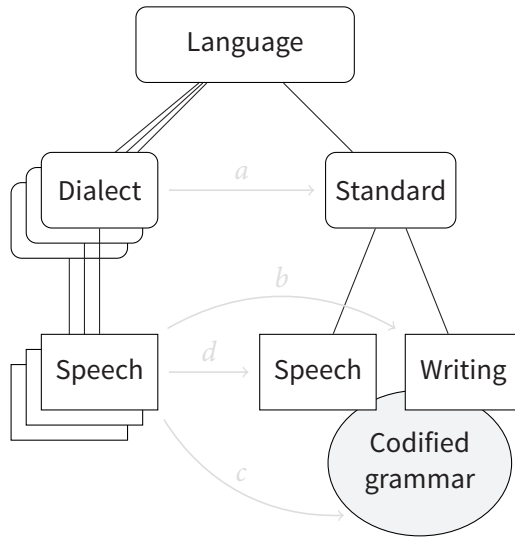 Language
Dialect
a
Standard
b
Speech
d
Speech
Writing
Codified
grammar
c